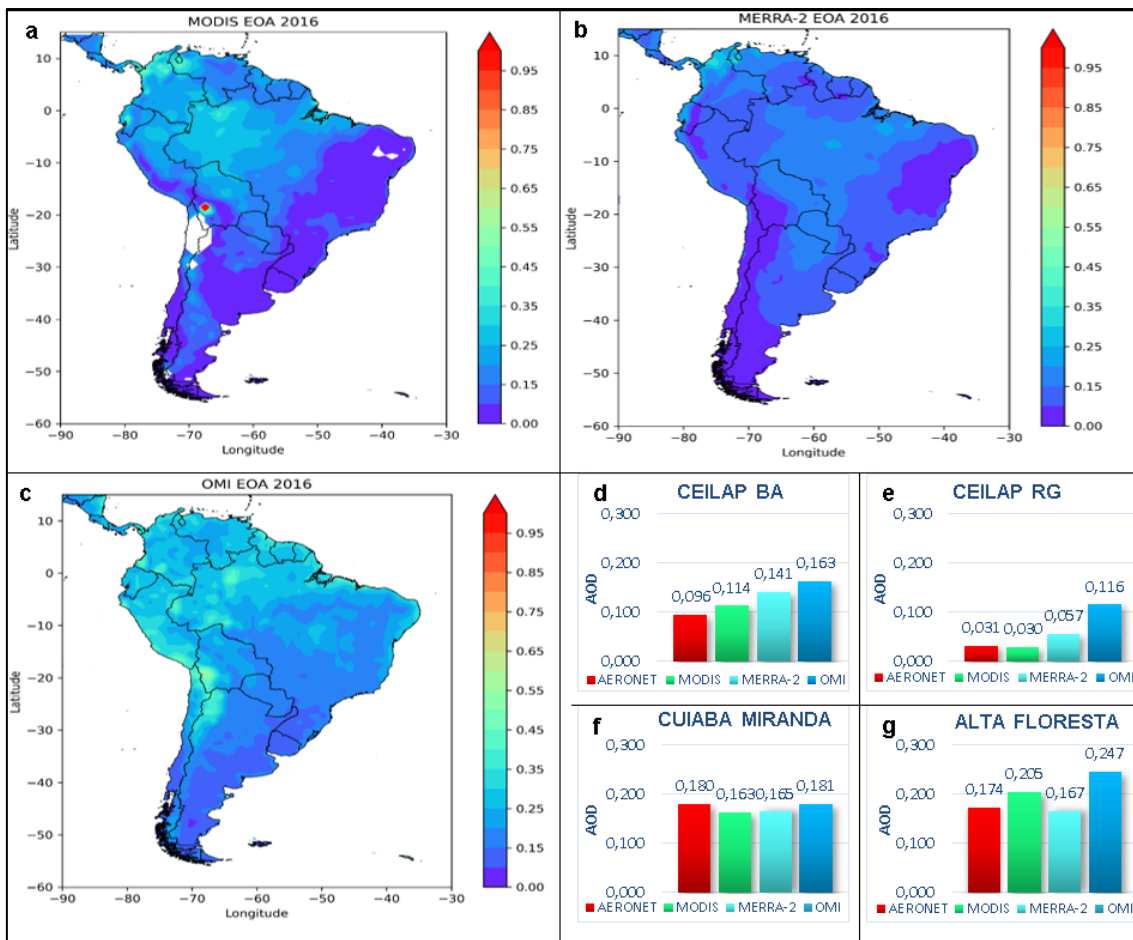 MODIS EOA 2016
a
10
0
−10
−20
−30
−40
−50
−60
Latitude
−90 −80 −70 −60 −50 −40 −30
Longitude
0.95
0.85
0.75
0.65
0.55
0.45
0.35
0.25
0.15
0.00
MERRA-2 EOA 2016
b
10
0
−10
−20
−30
−40
−50
−60
Latitude
−90 −80 −70 −60 −50 −40 −30
Longitude
0.95
0.85
0.75
0.65
0.55
0.45
0.35
0.25
0.15
0.00
OMI EOA 2016
c
10
0
−10
−20
−30
−40
−50
−60
Latitude
−90 −80 −70 −60 −50 −40 −30
Longitude
0.95
0.85
0.75
0.65
0.55
0.45
0.35
0.25
0.15
0.00
d
CEILAP BA
0,300
0,200
0,100
0,000
AOD
0,096 0,114 0,141 0,163
AERONET MODIS MERRA-2 OMI
e
CEILAP RG
0,300
0,200
0,100
0,000
AOD
0,031 0,030 0,057 0,116
AERONET MODIS MERRA-2 OMI
f
CUIABA MIRANDA
0,300
0,200
0,100
0,000
AOD
0,180 0,163 0,165 0,181
AERONET MODIS MERRA-2 OMI
g
ALTA FLORESTA
0,300
0,200
0,100
0,000
AOD
0,174 0,205 0,167 0,247
AERONET MODIS MERRA-2 OMI